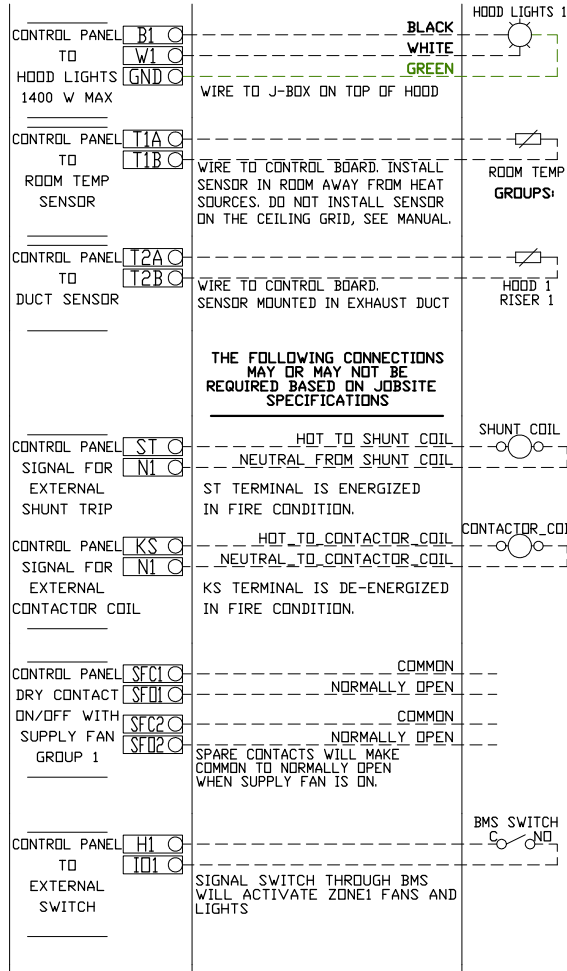 HOOD LIGHTS 1
CONTROL PANEL B1 BLACK
TO W1 WHITE
HOOD LIGHTS GND GREEN
1400 W MAX
WIRE TO J-BOX ON TOP OF HOOD
CONTROL PANEL T1A
TO T1B
ROOM TEMP
SENSOR
WIRE TO CONTROL BOARD. INSTALL
SENSOR IN ROOM AWAY FROM HEAT
SOURCES. DO NOT INSTALL SENSOR
ON THE CEILING GRID, SEE MANUAL.
ROOM TEMP
GROUPS:
CONTROL PANEL T2A
TO T2B
DUCT SENSOR
WIRE TO CONTROL BOARD.
SENSOR MOUNTED IN EXHAUST DUCT
HOOD 1
RISER 1
THE FOLLOWING CONNECTIONS
MAY OR MAY NOT BE
REQUIRED BASED ON JOBSITE
SPECIFICATIONS
CONTROL PANEL ST HOT TO SHUNT COIL SHUNT COIL
SIGNAL FOR N1 NEUTRAL FROM SHUNT COIL
EXTERNAL
SHUNT TRIP
ST TERMINAL IS ENERGIZED
IN FIRE CONDITION.
CONTROL PANEL KS HOT_TO_CONTACTOR_COIL CONTACTOR_COI
SIGNAL FOR N1 NEUTRAL_TO_CONTACTOR_COIL
EXTERNAL
CONTACTOR COIL
KS TERMINAL IS DE-ENERGIZED
IN FIRE CONDITION.
CONTROL PANEL SFC1 COMMON
DRY CONTACT SFO1 NORMALLY OPEN
ON/OFF WITH SFC2 COMMON
SUPPLY FAN SFO2 NORMALLY OPEN
GROUP 1
SPARE CONTACTS WILL MAKE
COMMON TO NORMALLY OPEN
WHEN SUPPLY FAN IS ON.
BMS SWITCH
CONTROL PANEL H1 C NO
TO IO1
EXTERNAL
SWITCH
SIGNAL SWITCH THROUGH BMS
WILL ACTIVATE ZONE1 FANS AND
LIGHTS